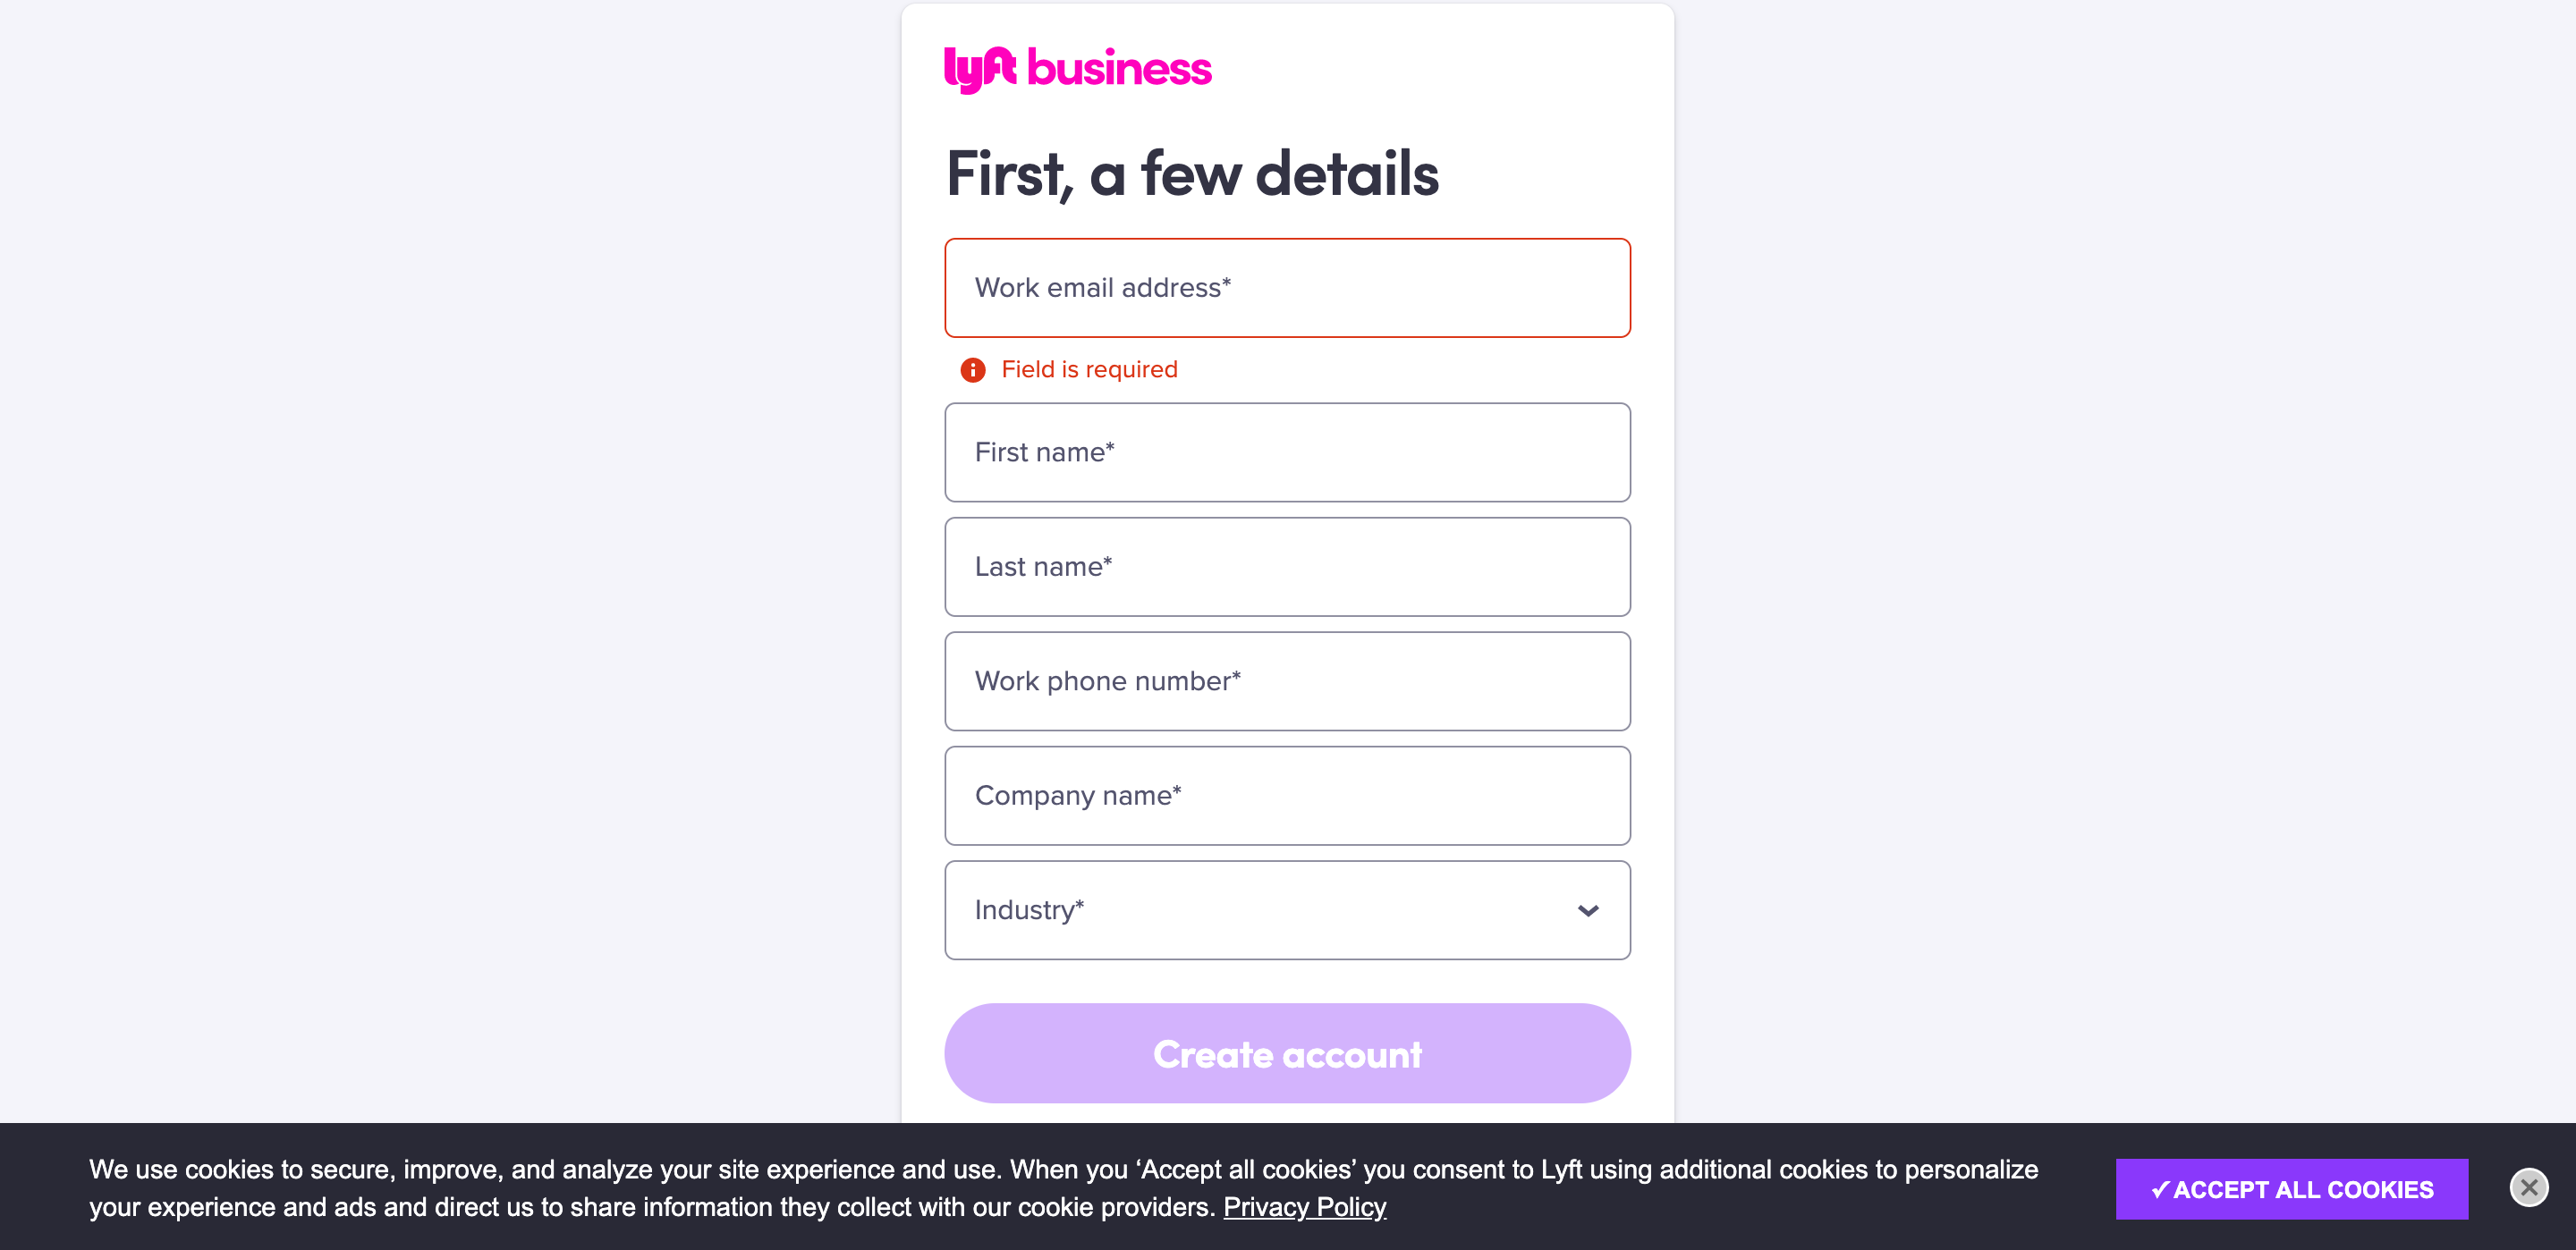 lyft business
First, a few details
Work email address*
Field is required
First name*
Last name*
Work phone number*
Company name*
Industry*
Create account
We use cookies to secure, improve, and analyze your site experience and use. When you ‘Accept all cookies’ you consent to Lyft using additional cookies to personalize
your experience and ads and direct us to share information they collect with our cookie providers. Privacy Policy
✓ACCEPT ALL COOKIES